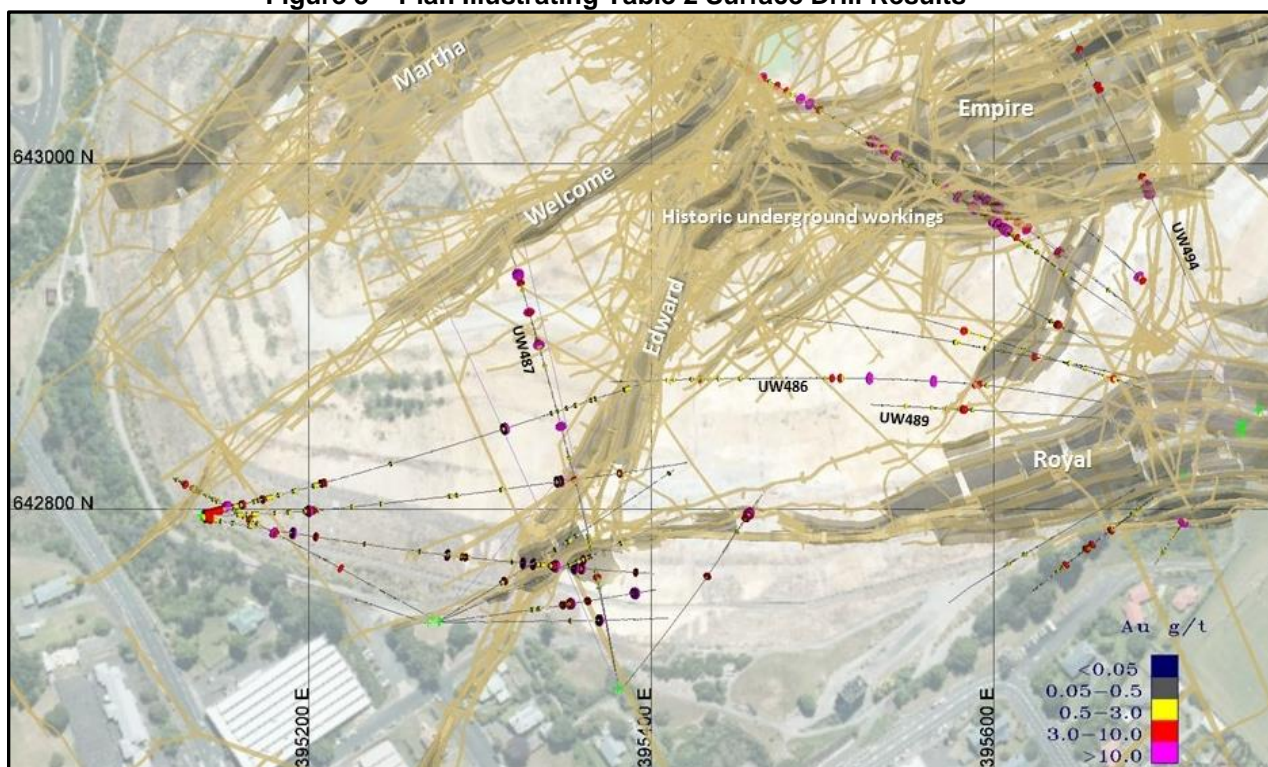 Figure 3 – Plan Illustrating Table 2 Surface Drill Results
Martha
Empire
643000 N
Welcome
Historic underground workings
UW494
Edward
UW487
UW486
UW489
Royal
642800 N
Au g/t
<0.05
0.05–0.5
0.5–3.0
3.0–10.0
>10.0
395200 E
395400 E
395600 E